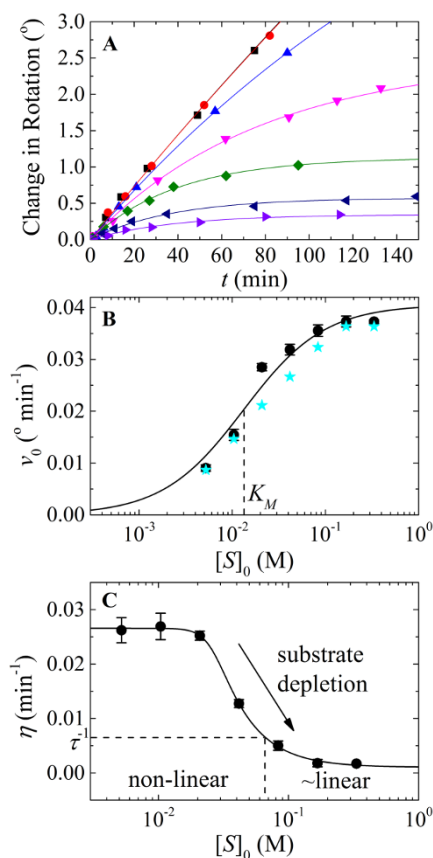 A
3.0
2.5
2.0
1.5
1.0
0.5
0.0
Change in Rotation (°)
0 20 40 60 80 100 120 140
t (min)
B
0.04
0.03
0.02
0.01
0.00
v₀ (° min⁻¹)
K_M
10⁻³ 10⁻² 10⁻¹ 10⁰
[S]₀ (M)
C
0.03
0.02
0.01
τ⁻¹
0.00
η (min⁻¹)
substrate
depletion
non-linear ~linear
10⁻² 10⁻¹ 10⁰
[S]₀ (M)